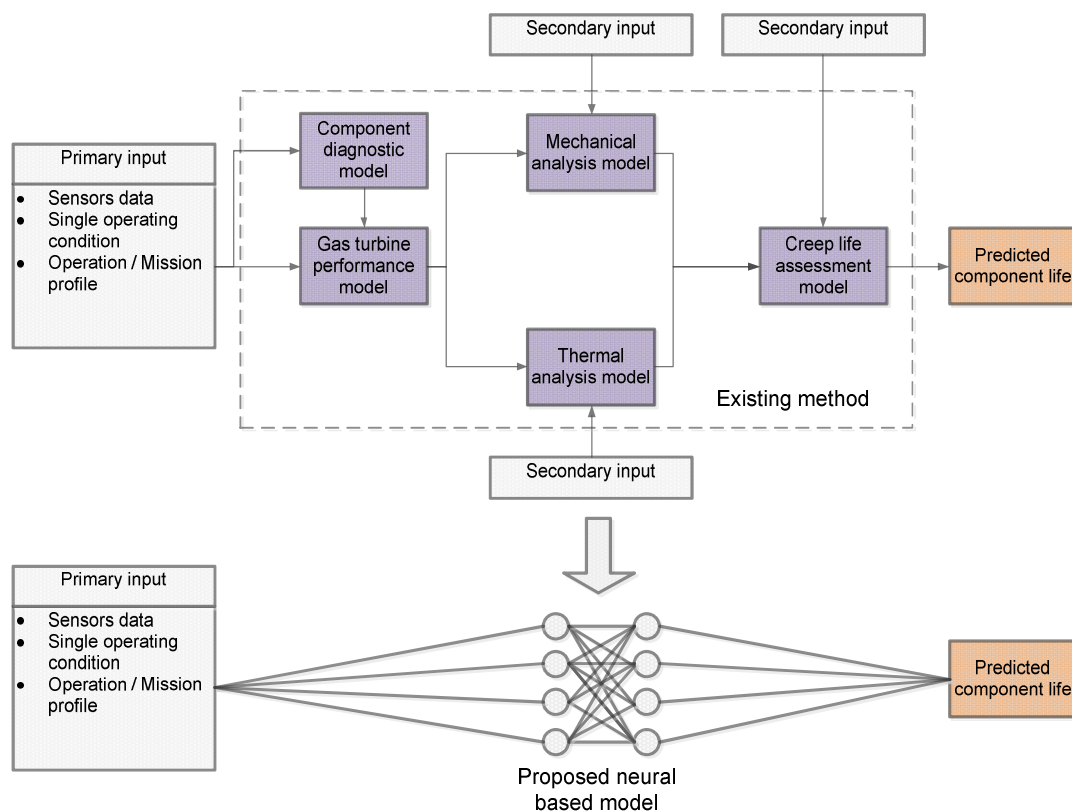 Secondary input
Secondary input
Component
diagnostic
model
Mechanical
analysis model
Primary input
• Sensors data
• Single operating
condition
• Operation / Mission
profile
Gas turbine
performance
model
Creep life
assessment
model
Predicted
component life
Thermal
analysis model
Existing method
Secondary input
Primary input
• Sensors data
• Single operating
condition
• Operation / Mission
profile
Predicted
component life
Proposed neural
based model